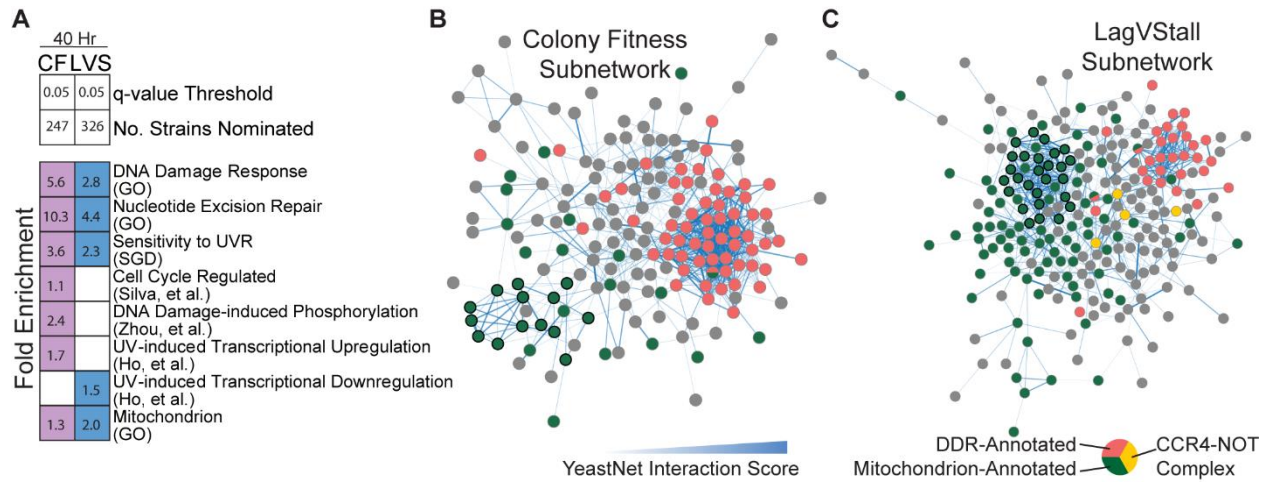 A
40 Hr
CF LVS
0.05 0.05 q-value Threshold
247 326 No. Strains Nominated
Fold Enrichment
5.6 2.8 DNA Damage Response
(GO)
10.3 4.4 Nucleotide Excision Repair
(GO)
3.6 2.3 Sensitivity to UVR
(SGD)
1.1 Cell Cycle Regulated
(Silva, et al.)
2.4 DNA Damage-induced Phosphorylation
(Zhou, et al.)
1.7 UV-induced Transcriptional Upregulation
(Ho, et al.)
1.5 UV-induced Transcriptional Downregulation
(Ho, et al.)
1.3 2.0 Mitochondrion
(GO)
B
Colony Fitness
Subnetwork
YeastNet Interaction Score
C
LagVStall
Subnetwork
DDR-Annotated
Mitochondrion-Annotated
CCR4-NOT
Complex